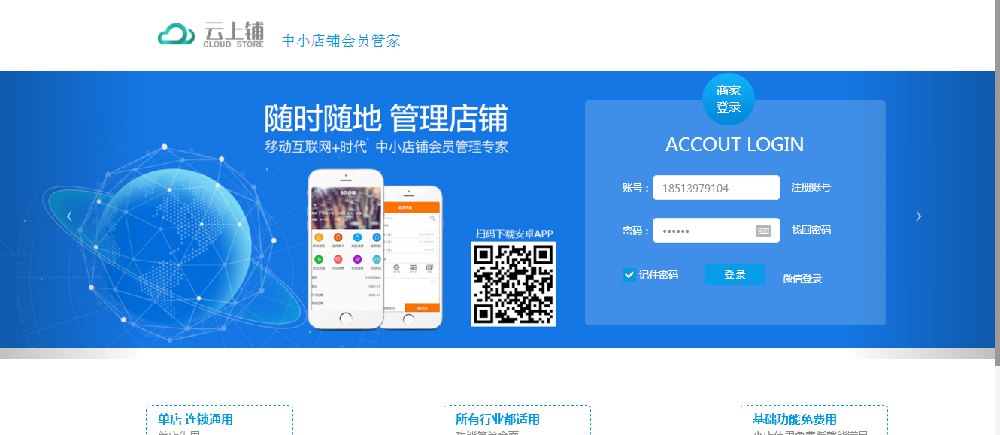 云上铺
CLOUD STORE
中小店铺会员管家
商家
登录
随时随地 管理店铺
移动互联网+时代 中小店铺会员管理专家
ACCOUT LOGIN
账号：
18513979104
注册账号
密码：
••••••
找回密码
记住密码
登 录
微信登录
扫码下载安卓APP
会员详情
会员充值
单店 连锁通用
所有行业都适用
基础功能免费用